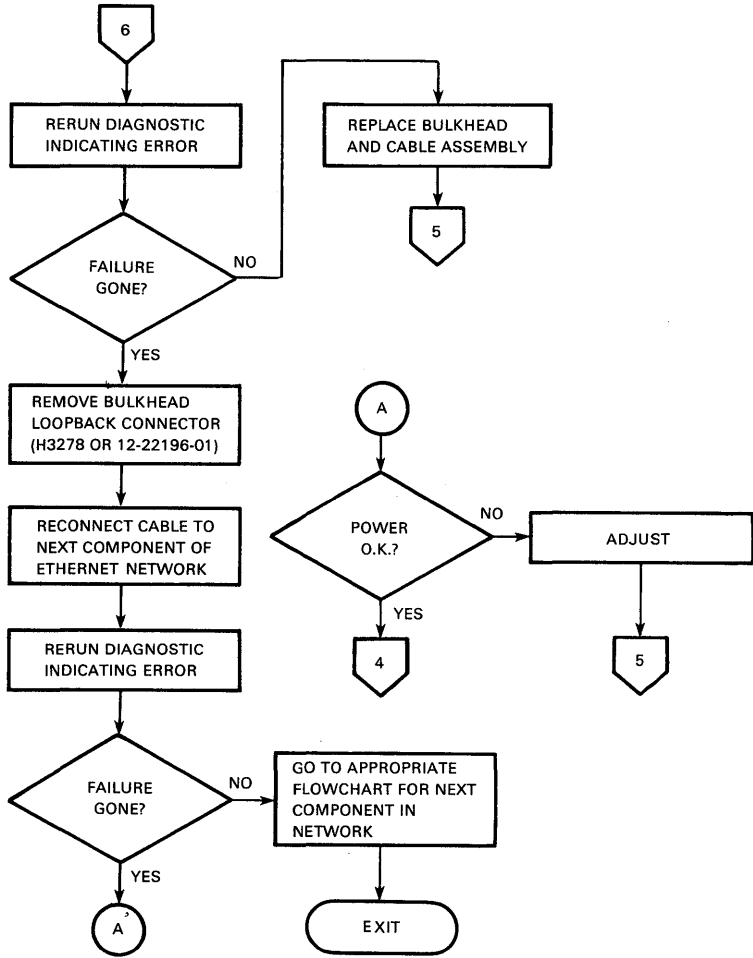 6
RERUN DIAGNOSTIC
INDICATING ERROR
REPLACE BULKHEAD
AND CABLE ASSEMBLY
5
FAILURE
GONE?
NO
YES
REMOVE BULKHEAD
LOOPBACK CONNECTOR
(H3278 OR 12-22196-01)
RECONNECT CABLE TO
NEXT COMPONENT OF
ETHERNET NETWORK
RERUN DIAGNOSTIC
INDICATING ERROR
FAILURE
GONE?
NO
GO TO APPROPRIATE
FLOWCHART FOR NEXT
COMPONENT IN
NETWORK
EXIT
YES
A
A
POWER
O.K.?
NO
ADJUST
5
YES
4